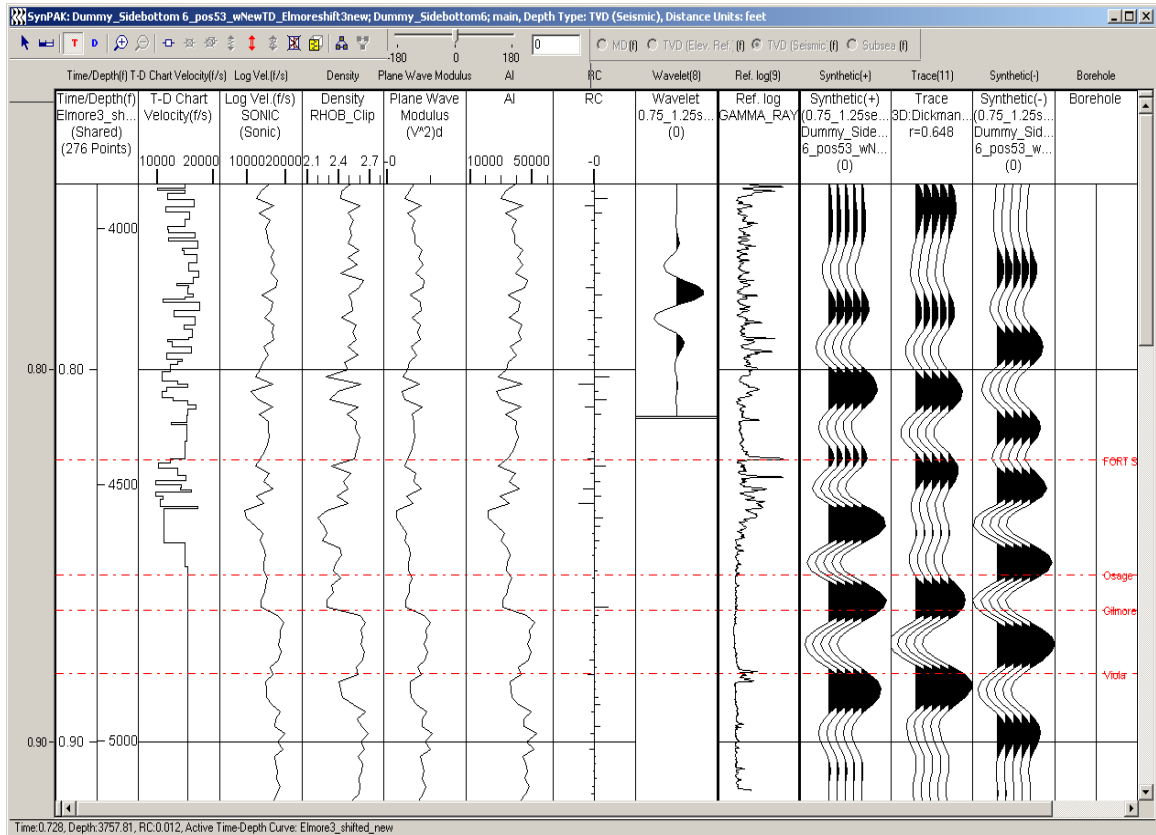 SynPAK: Dummy_Sidebottom 6_pos53_wNewTD_Elmoreshift3new; Dummy_Sidebottom6; main, Depth Type: TVD (Seismic), Distance Units: feet
T D -180 0 180 0 MD(f) TVD (Elev. Ref.)(f) TVD (Seismic)(f) Subsea (f)
Time/Depth(f) T-D Chart Velocity(f/s) Log Vel.(f/s) Density Plane Wave Modulus AI RC Wavelet(8) Ref. log(9) Synthetic(+) Trace(11) Synthetic(-) Borehole
Time/Depth(f) T-D Chart Log Vel.(f/s) Density Plane Wave AI RC Wavelet Ref. log Synthetic(+) Trace Synthetic(-) Borehole
Elmore3_sh... Velocity(f/s) SONIC RHOB_Clip Modulus 0.75_1.25s... GAMMA_RAY (0.75_1.25se... 3D:Dickman... (0.75_1.25s...
(Shared) (Sonic) (V^2)d (0) Dummy_Side... r=0.648 Dummy_Sid...
(276 Points) 6_pos53_wN... 6_pos53_w...
10000 20000 10000 20000 2.1 2.4 2.7 -0 10000 50000 -0 (0) (0)
4000
0.80 0.80
FORT S
4500
Osage
Gilmore
Viola
0.90 0.90 5000
Time:0.728, Depth:3757.81, RC:0.012, Active Time-Depth Curve: Elmore3_shifted_new